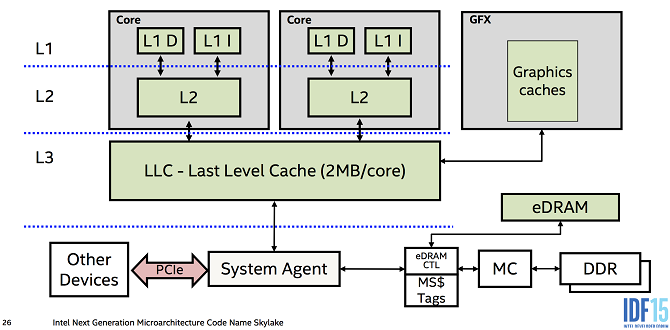 Core
Core
GFX
L1
L1 D
L1 I
L1 D
L1 I
Graphics
caches
L2
L2
L2
L3
LLC - Last Level Cache (2MB/core)
eDRAM
Other
Devices
PCIe
System Agent
eDRAM
CTL
MS$
Tags
MC
DDR
26
Intel Next Generation Microarchitecture Code Name Skylake
IDF15
INTEL DEVELOPER FORUM